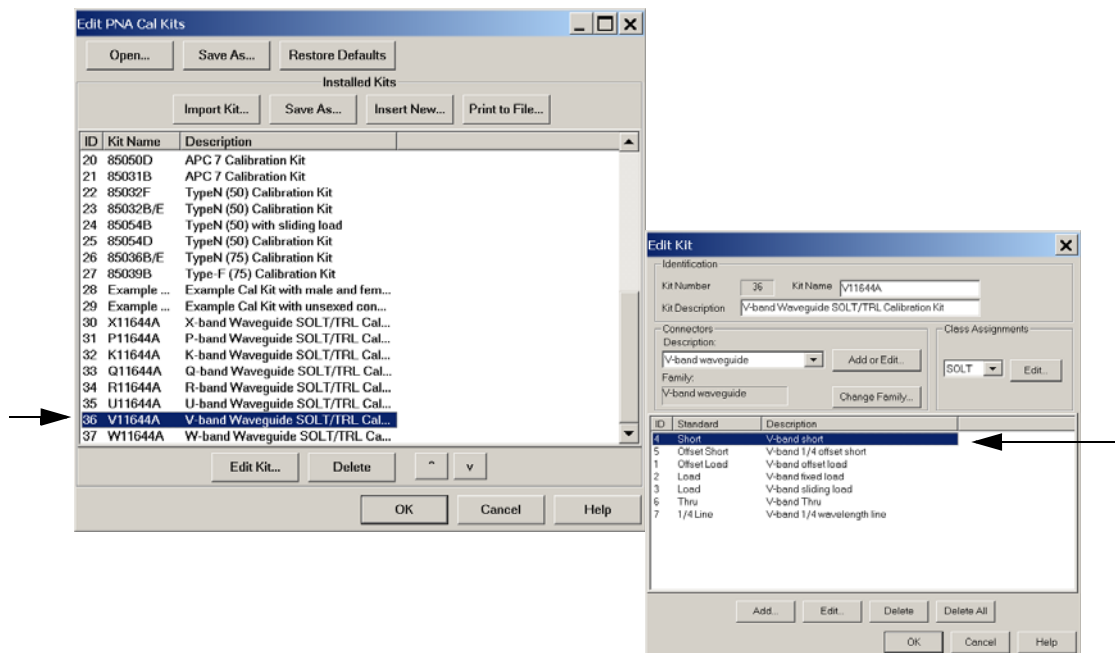 Edit PNA Cal Kits
Open... Save As... Restore Defaults
Installed Kits
Import Kit... Save As... Insert New... Print to File...
ID Kit Name Description
20 85050D APC 7 Calibration Kit
21 85031B APC 7 Calibration Kit
22 85032F TypeN (50) Calibration Kit
23 85032B/E TypeN (50) Calibration Kit
24 85054B TypeN (50) with sliding load
25 85054D TypeN (50) Calibration Kit
26 85036B/E TypeN (75) Calibration Kit
27 85039B Type-F (75) Calibration Kit
28 Example ... Example Cal Kit with male and fem...
29 Example ... Example Cal Kit with unsexed con...
30 X11644A X-band Waveguide SOLT/TRL Cal...
31 P11644A P-band Waveguide SOLT/TRL Cal...
32 K11644A K-band Waveguide SOLT/TRL Cal...
33 Q11644A Q-band Waveguide SOLT/TRL Cal...
34 R11644A R-band Waveguide SOLT/TRL Cal...
35 U11644A U-band Waveguide SOLT/TRL Cal...
36 V11644A V-band Waveguide SOLT/TRL Cal...
37 W11644A W-band Waveguide SOLT/TRL Ca...
Edit Kit... Delete ^ v
OK Cancel Help
Edit Kit
Identification
Kit Number 36 Kit Name V11644A
Kit Description V-band Waveguide SOLT/TRL Calibration Kit
Connectors
Description:
V-band waveguide Add or Edit...
Family:
V-band waveguide Change Family...
Class Assignments
SOLT Edit...
ID Standard Description
4 Short V-band short
5 Offset Short V-band 1/4 offset short
1 Offset Load V-band offset load
2 Load V-band fixed load
3 Load V-band sliding load
6 Thru V-band Thru
7 1/4 Line V-band 1/4 wavelength line
Add... Edit... Delete Delete All
OK Cancel Help